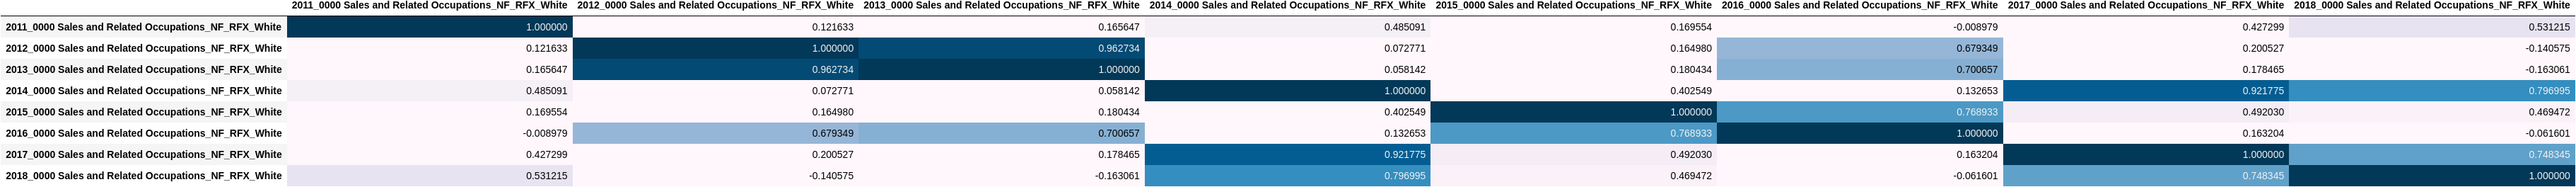 2011_0000 Sales and Related Occupations_NF_RFX_White 2012_0000 Sales and Related Occupations_NF_RFX_White 2013_0000 Sales and Related Occupations_NF_RFX_White 2014_0000 Sales and Related Occupations_NF_RFX_White 2015_0000 Sales and Related Occupations_NF_RFX_White 2016_0000 Sales and Related Occupations_NF_RFX_White 2017_0000 Sales and Related Occupations_NF_RFX_White 2018_0000 Sales and Related Occupations_NF_RFX_White
2011_0000 Sales and Related Occupations_NF_RFX_White 1.000000 0.121633 0.165647 0.485091 0.169554 -0.008979 0.427299 0.531215
2012_0000 Sales and Related Occupations_NF_RFX_White 0.121633 1.000000 0.962734 0.072771 0.164980 0.679349 0.200527 -0.140575
2013_0000 Sales and Related Occupations_NF_RFX_White 0.165647 0.962734 1.000000 0.058142 0.180434 0.700657 0.178465 -0.163061
2014_0000 Sales and Related Occupations_NF_RFX_White 0.485091 0.072771 0.058142 1.000000 0.402549 0.132653 0.921775 0.796995
2015_0000 Sales and Related Occupations_NF_RFX_White 0.169554 0.164980 0.180434 0.402549 1.000000 0.768933 0.492030 0.469472
2016_0000 Sales and Related Occupations_NF_RFX_White -0.008979 0.679349 0.700657 0.132653 0.768933 1.000000 0.163204 -0.061601
2017_0000 Sales and Related Occupations_NF_RFX_White 0.427299 0.200527 0.178465 0.921775 0.492030 0.163204 1.000000 0.748345
2018_0000 Sales and Related Occupations_NF_RFX_White 0.531215 -0.140575 -0.163061 0.796995 0.469472 -0.061601 0.748345 1.000000